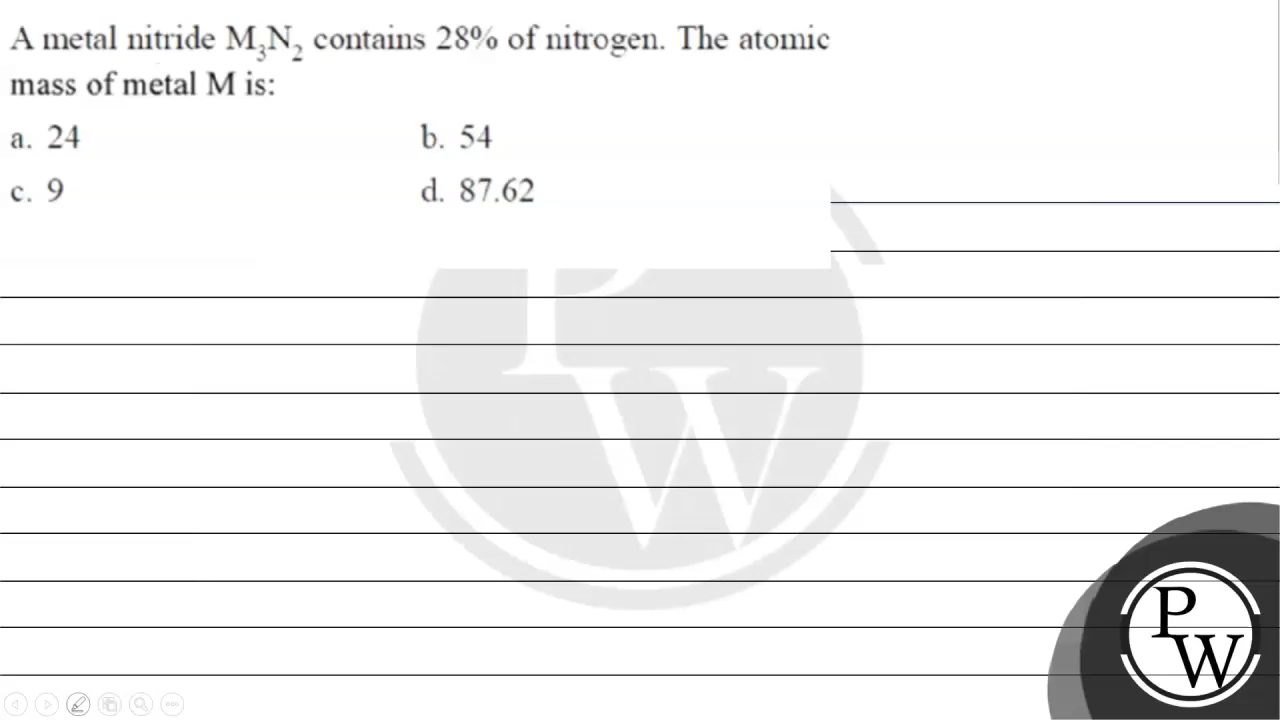 A metal nitride M₃N₂ contains 28% of nitrogen. The atomic
mass of metal M is:
a. 24 b. 54
c. 9 d. 87.62
PW
PW